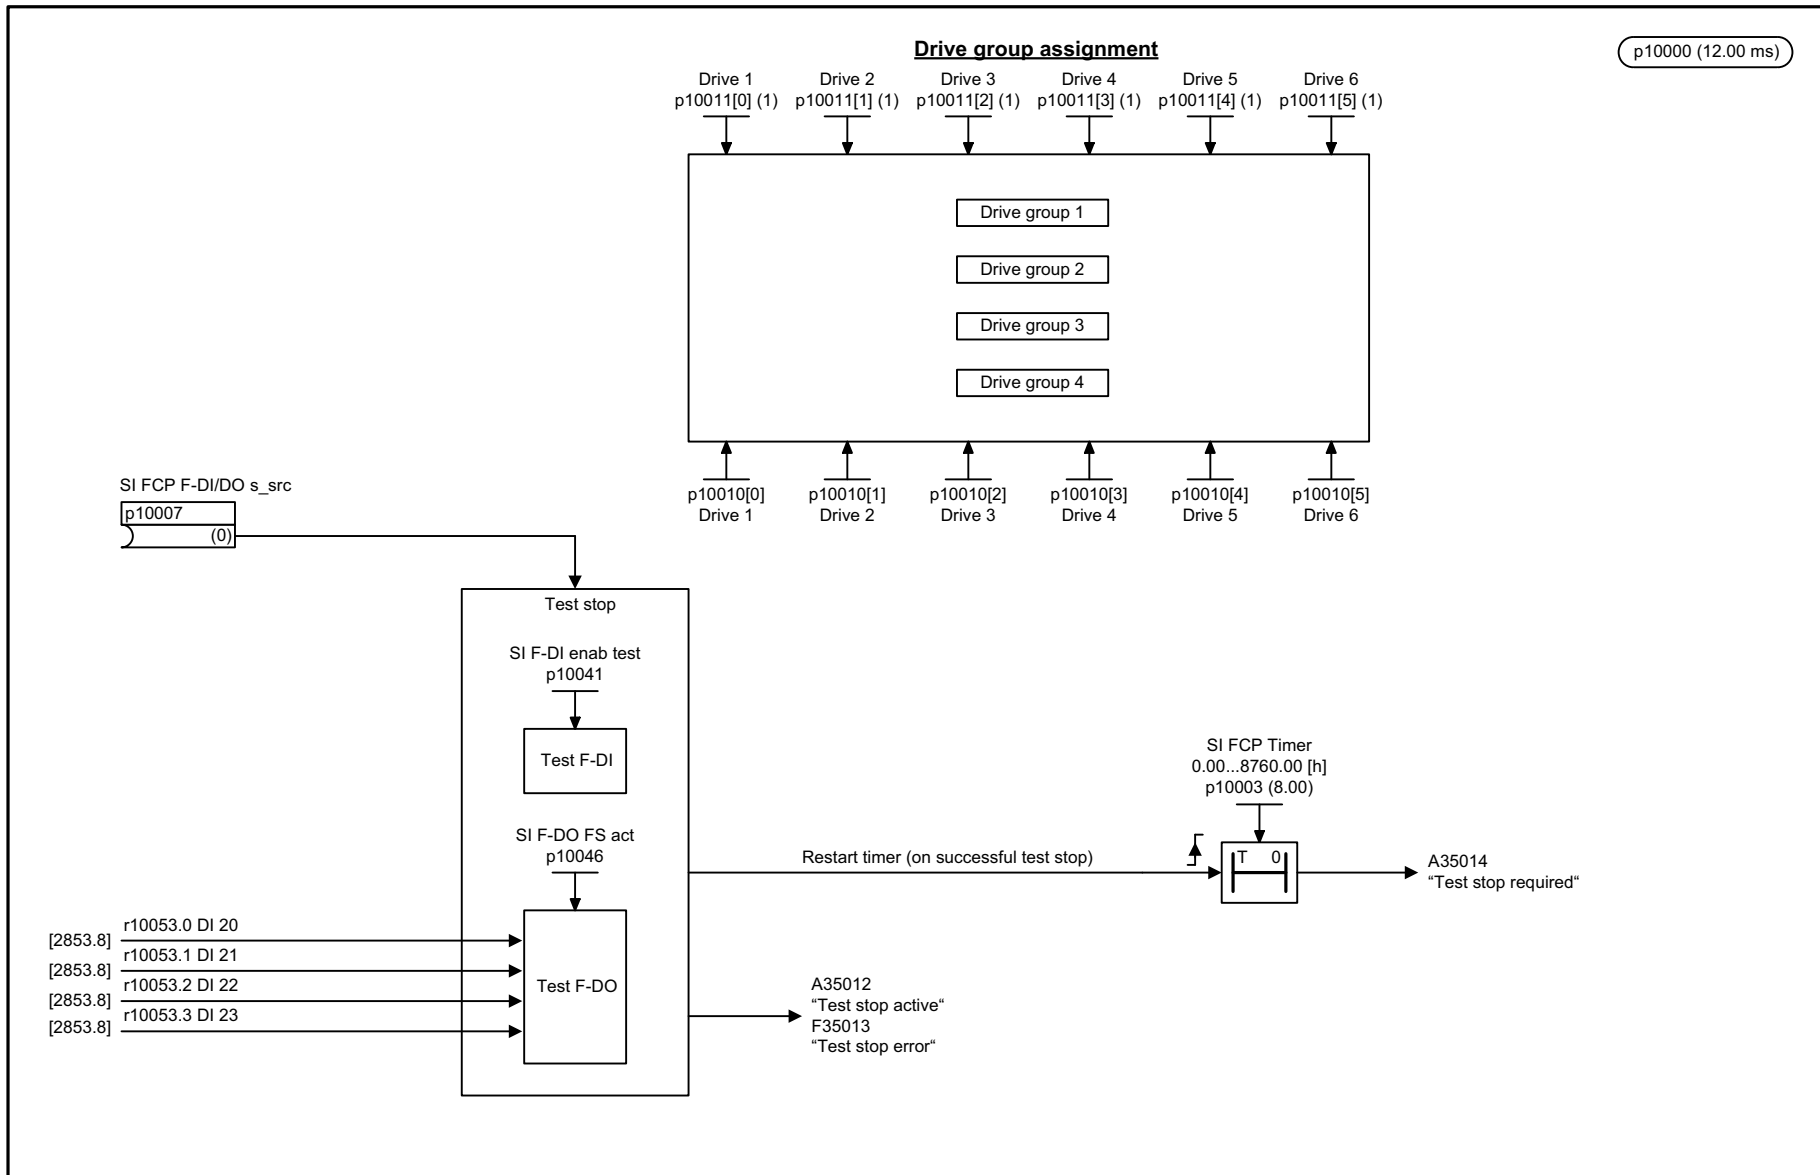 Drive group assignment
p10000 (12.00 ms)
Drive 1 Drive 2 Drive 3 Drive 4 Drive 5 Drive 6
p10011[0] (1) p10011[1] (1) p10011[2] (1) p10011[3] (1) p10011[4] (1) p10011[5] (1)
Drive group 1
Drive group 2
Drive group 3
Drive group 4
p10010[0] p10010[1] p10010[2] p10010[3] p10010[4] p10010[5]
Drive 1 Drive 2 Drive 3 Drive 4 Drive 5 Drive 6
SI FCP F-DI/DO s_src
p10007
(0)
Test stop
SI F-DI enab test
p10041
Test F-DI
SI F-DO FS act
p10046
Test F-DO
[2853.8] r10053.0 DI 20
[2853.8] r10053.1 DI 21
[2853.8] r10053.2 DI 22
[2853.8] r10053.3 DI 23
Restart timer (on successful test stop)
SI FCP Timer
0.00...8760.00 [h]
p10003 (8.00)
T 0
A35014
“Test stop required“
A35012
“Test stop active“
F35013
“Test stop error“